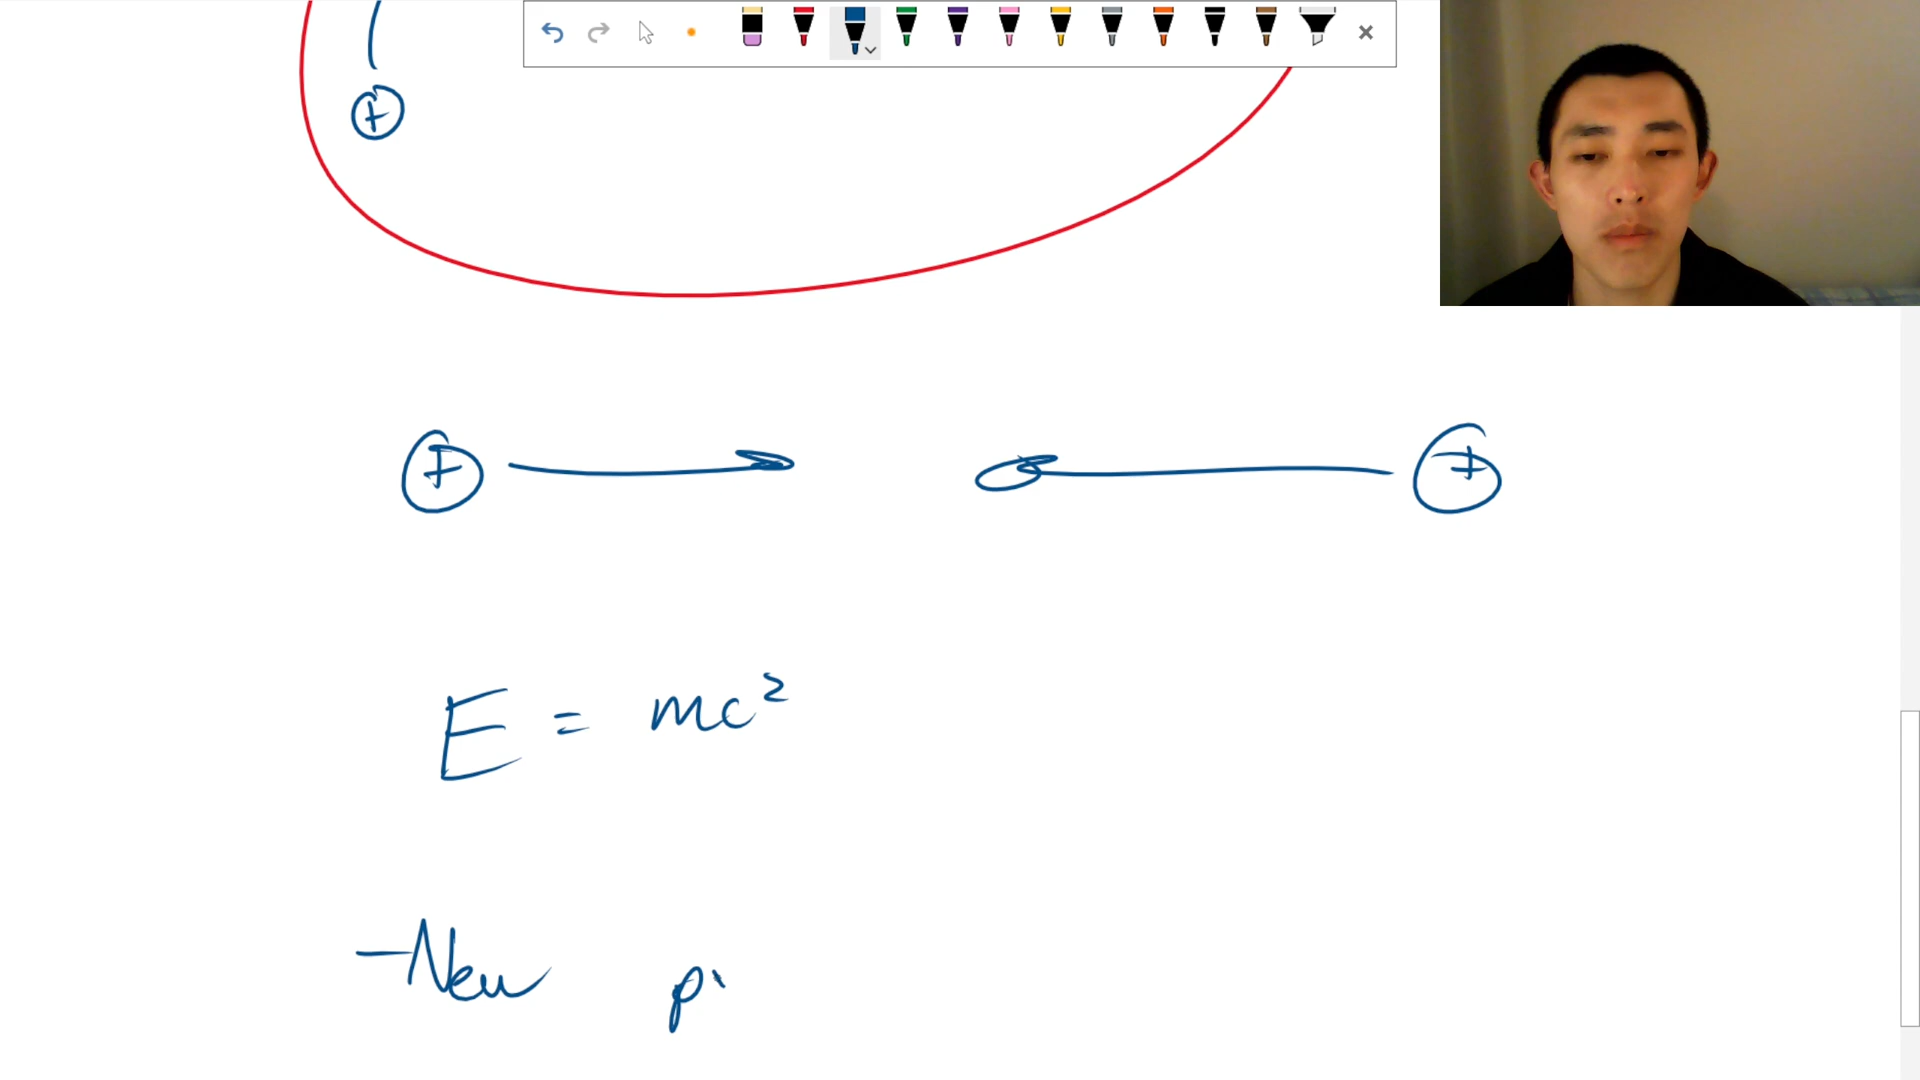 +
+ +
E = mc²
- New p